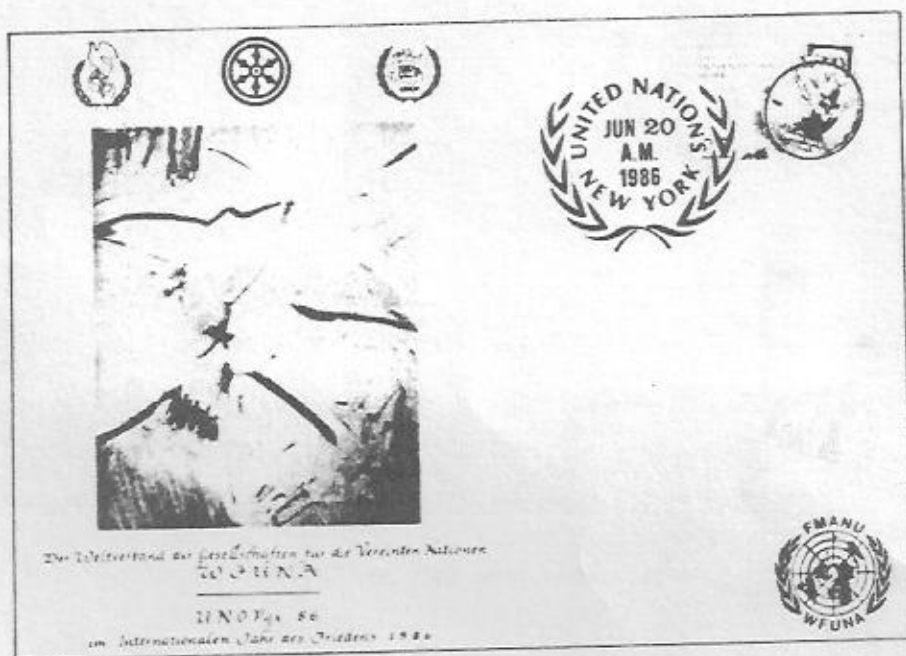 UNITED NATIONS
JUN 20
A.M.
1986
NEW YORK
Der Weltverband der Gesellschaften für die Vereinten Nationen
WFUNA
UNO 86
im Internationalen Jahr des Friedens 1986
FMANU
WFUNA